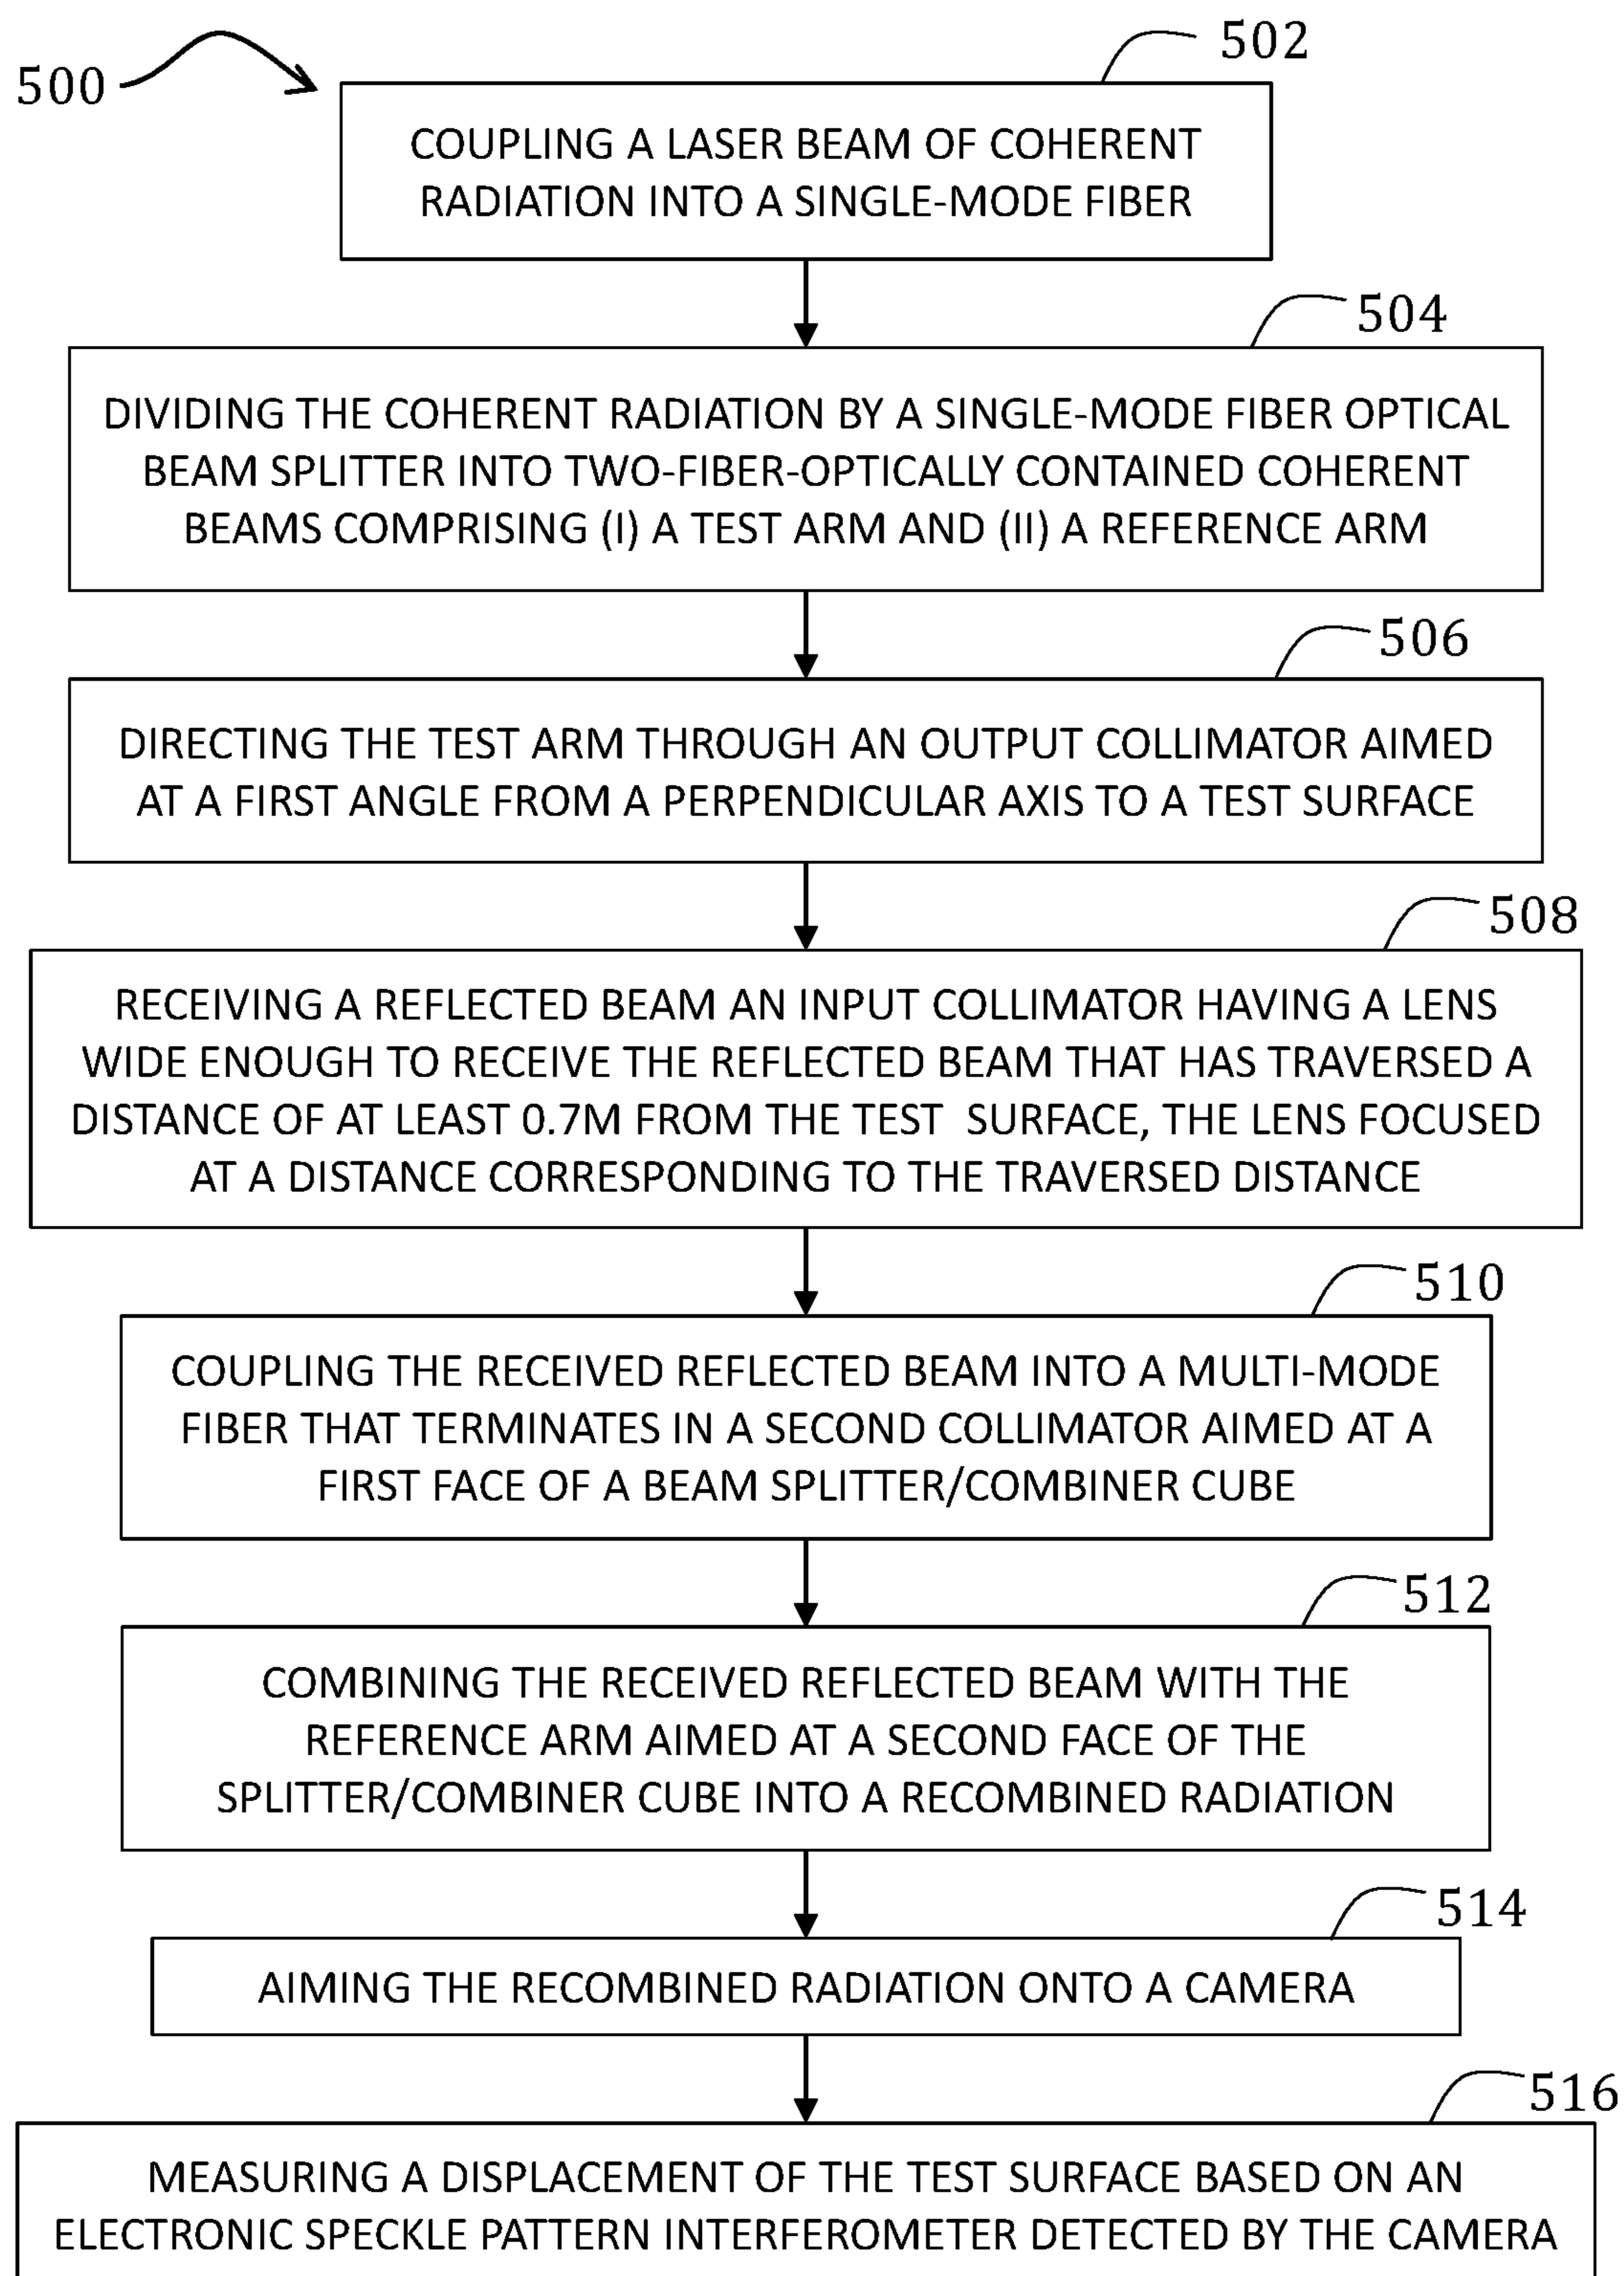 500
502
COUPLING A LASER BEAM OF COHERENT
RADIATION INTO A SINGLE-MODE FIBER
504
DIVIDING THE COHERENT RADIATION BY A SINGLE-MODE FIBER OPTICAL
BEAM SPLITTER INTO TWO-FIBER-OPTICALLY CONTAINED COHERENT
BEAMS COMPRISING (I) A TEST ARM AND (II) A REFERENCE ARM
506
DIRECTING THE TEST ARM THROUGH AN OUTPUT COLLIMATOR AIMED
AT A FIRST ANGLE FROM A PERPENDICULAR AXIS TO A TEST SURFACE
508
RECEIVING A REFLECTED BEAM AN INPUT COLLIMATOR HAVING A LENS
WIDE ENOUGH TO RECEIVE THE REFLECTED BEAM THAT HAS TRAVERSED A
DISTANCE OF AT LEAST 0.7M FROM THE TEST SURFACE, THE LENS FOCUSED
AT A DISTANCE CORRESPONDING TO THE TRAVERSED DISTANCE
510
COUPLING THE RECEIVED REFLECTED BEAM INTO A MULTI-MODE
FIBER THAT TERMINATES IN A SECOND COLLIMATOR AIMED AT A
FIRST FACE OF A BEAM SPLITTER/COMBINER CUBE
512
COMBINING THE RECEIVED REFLECTED BEAM WITH THE
REFERENCE ARM AIMED AT A SECOND FACE OF THE
SPLITTER/COMBINER CUBE INTO A RECOMBINED RADIATION
514
AIMING THE RECOMBINED RADIATION ONTO A CAMERA
516
MEASURING A DISPLACEMENT OF THE TEST SURFACE BASED ON AN
ELECTRONIC SPECKLE PATTERN INTERFEROMETER DETECTED BY THE CAMERA